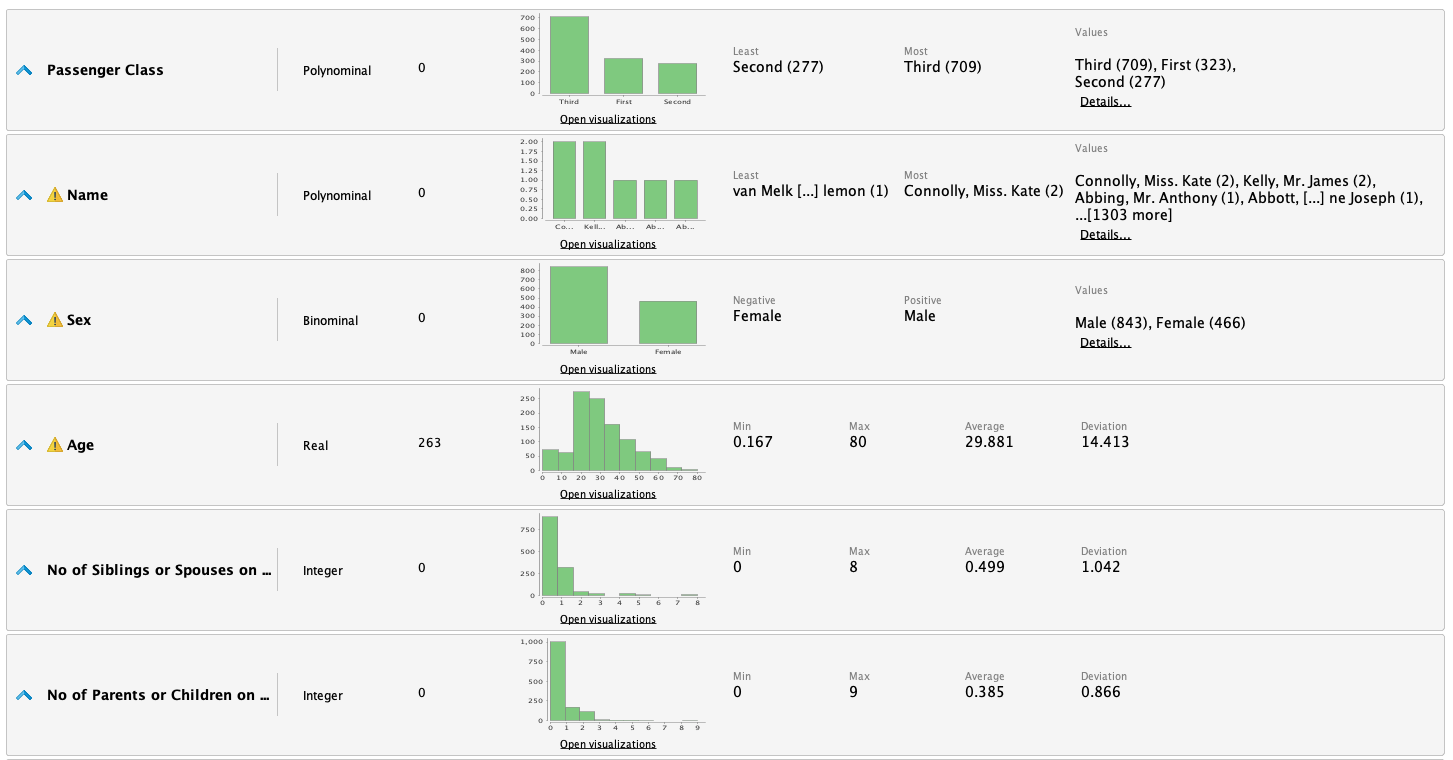 Passenger Class
Polynominal
0
700
600
500
400
300
200
100
0
Third First Second
Open visualizations
Least
Second (277)
Most
Third (709)
Values
Third (709), First (323),
Second (277)
Details...
Name
Polynominal
0
2.00
1.75
1.50
1.25
1.00
0.75
0.50
0.25
0.00
Co... Kell... Ab... Ab... Ab...
Open visualizations
Least
van Melk [...] lemon (1)
Most
Connolly, Miss. Kate (2)
Values
Connolly, Miss. Kate (2), Kelly, Mr. James (2),
Abbing, Mr. Anthony (1), Abbott, [...] ne Joseph (1),
...[1303 more]
Details...
Sex
Binominal
0
800
700
600
500
400
300
200
100
0
Male Female
Open visualizations
Negative
Female
Positive
Male
Values
Male (843), Female (466)
Details...
Age
Real
263
250
200
150
100
50
0
0 10 20 30 40 50 60 70 80
Open visualizations
Min
0.167
Max
80
Average
29.881
Deviation
14.413
No of Siblings or Spouses on ...
Integer
0
750
500
250
0
0 1 2 3 4 5 6 7 8
Open visualizations
Min
0
Max
8
Average
0.499
Deviation
1.042
No of Parents or Children on ...
Integer
0
1,000
750
500
250
0
0 1 2 3 4 5 6 7 8 9
Open visualizations
Min
0
Max
9
Average
0.385
Deviation
0.866